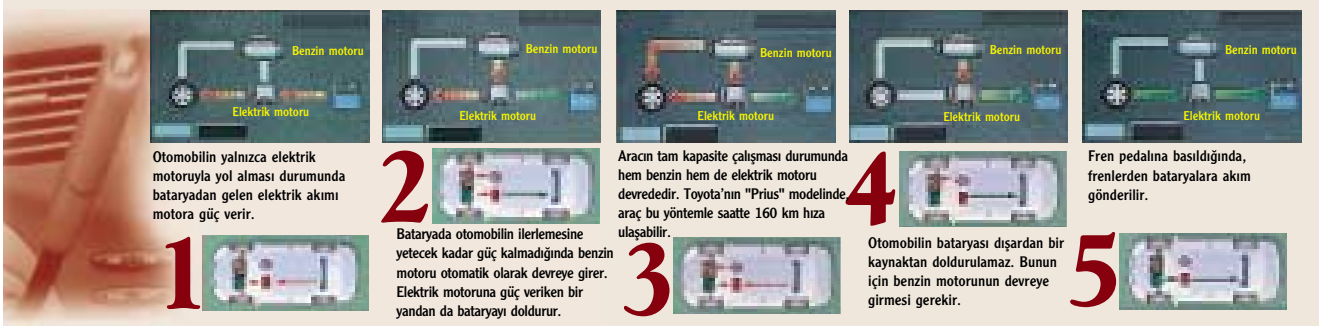 Benzin motoru
Elektrik motoru
Otomobilin yalnızca elektrik
motoruyla yol alması durumunda
bataryadan gelen elektrik akımı
motora güç verir.
1
Benzin motoru
Elektrik motoru
2
Bataryada otomobilin ilerlemesine
yetecek kadar güç kalmadığında benzin
motoru otomatik olarak devreye girer.
Elektrik motoruna güç veriken bir
yandan da bataryayı doldurur.
Benzin motoru
Elektrik motoru
Aracın tam kapasite çalışması durumunda
hem benzin hem de elektrik motoru
devrededir. Toyota'nın "Prius" modelinde,
araç bu yöntemle saatte 160 km hıza
ulaşabilir.
3
Benzin motoru
Elektrik motoru
4
Otomobilin bataryası dışardan bir
kaynaktan doldurulamaz. Bunun
için benzin motorunun devreye
girmesi gerekir.
Benzin motoru
Elektrik motoru
Fren pedalına basıldığında,
frenlerden bataryalara akım
gönderilir.
5